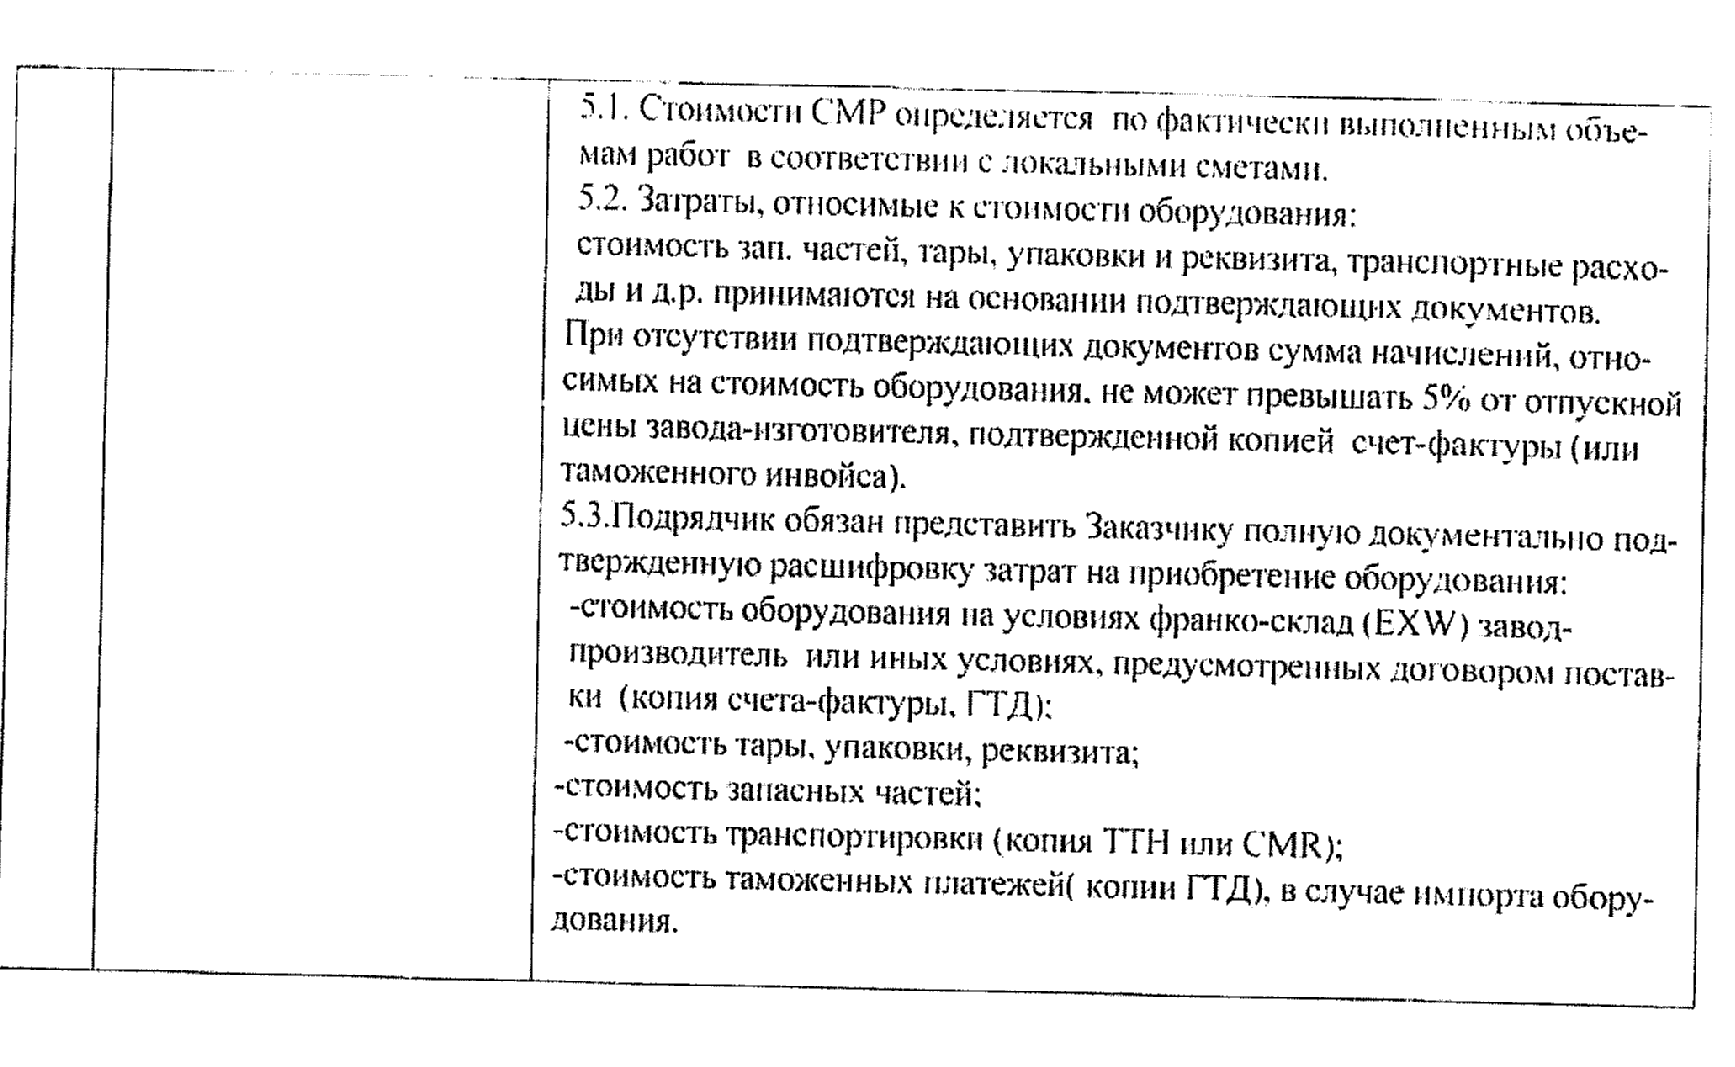 5.1. Стоимости СМР определяется по фактически выполненным объе-
мам работ в соответствии с локальными сметами.
5.2. Затраты, относимые к стоимости оборудования:
стоимость зап. частей, тары, упаковки и реквизита, транспортные расхо-
ды и д.р. принимаются на основании подтверждающих документов.
При отсутствии подтверждающих документов сумма начислений, отно-
симых на стоимость оборудования, не может превышать 5% от отпускной
цены завода-изготовителя, подтвержденной копией счет-фактуры (или
таможенного инвойса).
5.3.Подрядчик обязан представить Заказчику полную документально под-
твержденную расшифровку затрат на приобретение оборудования:
-стоимость оборудования на условиях франко-склад (EXW) завод-
производитель или иных условиях, предусмотренных договором постав-
ки (копия счета-фактуры, ГТД);
-стоимость тары, упаковки, реквизита;
-стоимость запасных частей;
-стоимость транспортировки (копия ТТН или CMR);
-стоимость таможенных платежей( копии ГТД), в случае импорта обору-
дования.